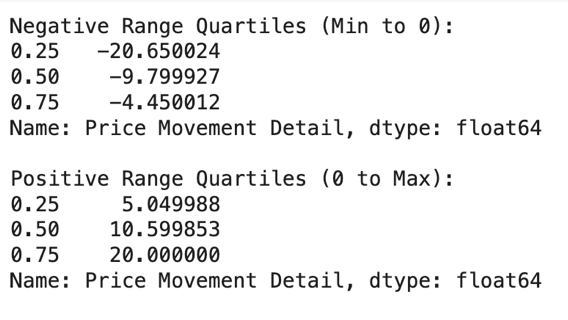 Negative Range Quartiles (Min to 0):
0.25   -20.650024
0.50    -9.799927
0.75    -4.450012
Name: Price Movement Detail, dtype: float64

Positive Range Quartiles (0 to Max):
0.25     5.049988
0.50    10.599853
0.75    20.000000
Name: Price Movement Detail, dtype: float64